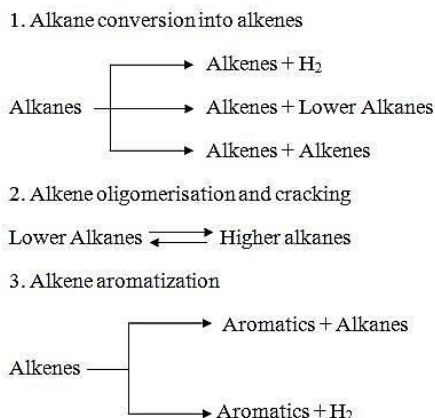 1. Alkane conversion into alkenes
Alkenes + H₂
Alkanes
Alkenes + Lower Alkanes
Alkenes + Alkenes
2. Alkene oligomerisation and cracking
Lower Alkanes ⇌ Higher alkanes
3. Alkene aromatization
Aromatics + Alkanes
Alkenes
Aromatics + H₂